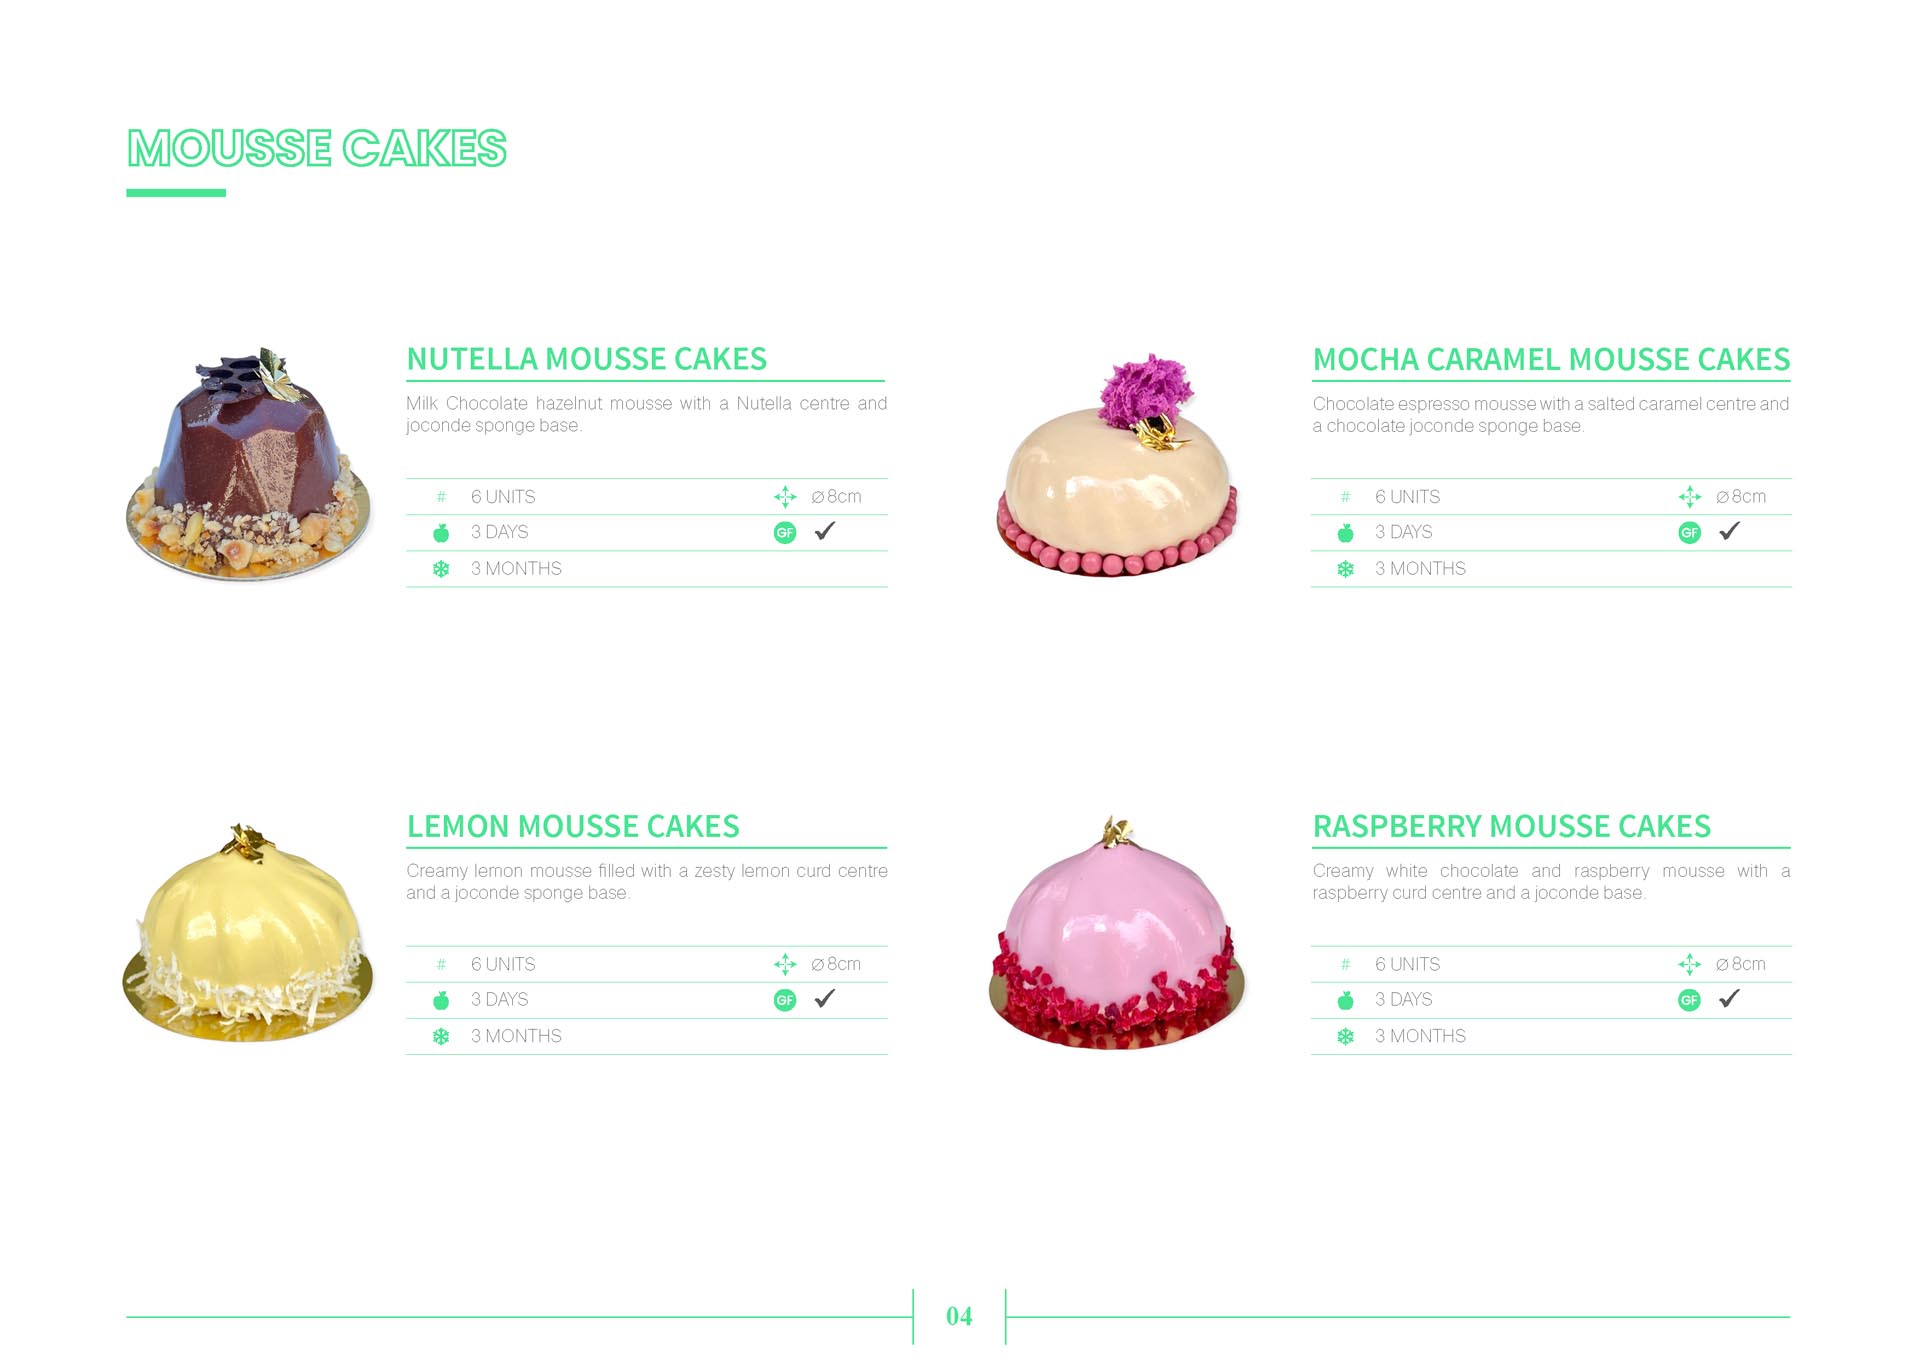 MOUSSE CAKES
NUTELLA MOUSSE CAKES
Milk Chocolate hazelnut mousse with a Nutella centre and
joconde sponge base.
# 6 UNITS Ø 8cm
3 DAYS GF ✓
3 MONTHS
MOCHA CARAMEL MOUSSE CAKES
Chocolate espresso mousse with a salted caramel centre and
a chocolate joconde sponge base.
# 6 UNITS Ø 8cm
3 DAYS GF ✓
3 MONTHS
LEMON MOUSSE CAKES
Creamy lemon mousse filled with a zesty lemon curd centre
and a joconde sponge base.
# 6 UNITS Ø 8cm
3 DAYS GF ✓
3 MONTHS
RASPBERRY MOUSSE CAKES
Creamy white chocolate and raspberry mousse with a
raspberry curd centre and a joconde base.
# 6 UNITS Ø 8cm
3 DAYS GF ✓
3 MONTHS
04